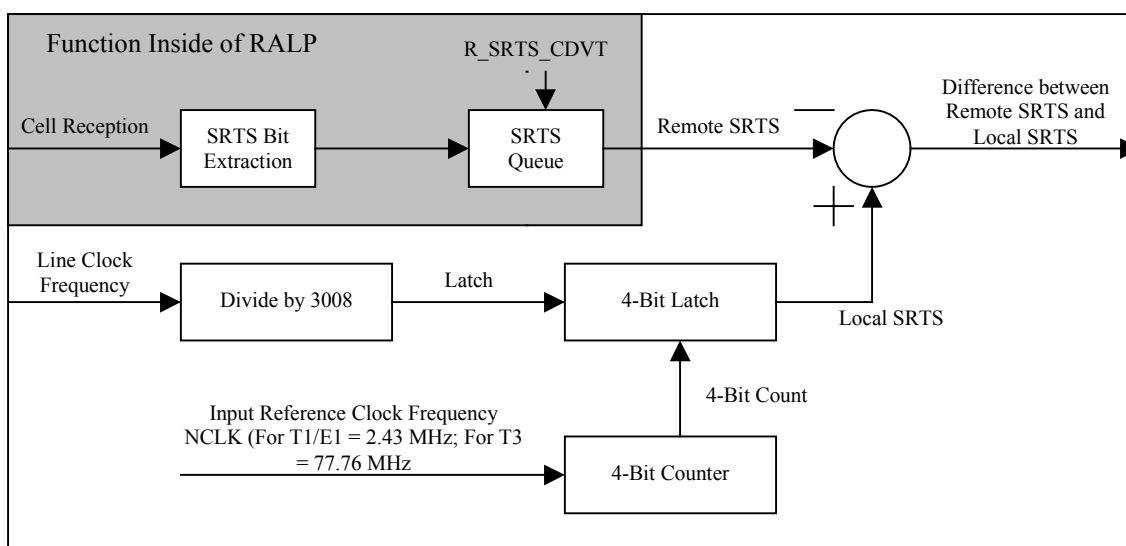 Function Inside of RALP
R_SRTS_CDVT
Cell Reception
SRTS Bit
Extraction
SRTS
Queue
Remote SRTS
Difference between
Remote SRTS and
Local SRTS
Line Clock
Frequency
Divide by 3008
Latch
4-Bit Latch
Local SRTS
4-Bit Count
Input Reference Clock Frequency
NCLK (For T1/E1 = 2.43 MHz; For T3
= 77.76 MHz
4-Bit Counter